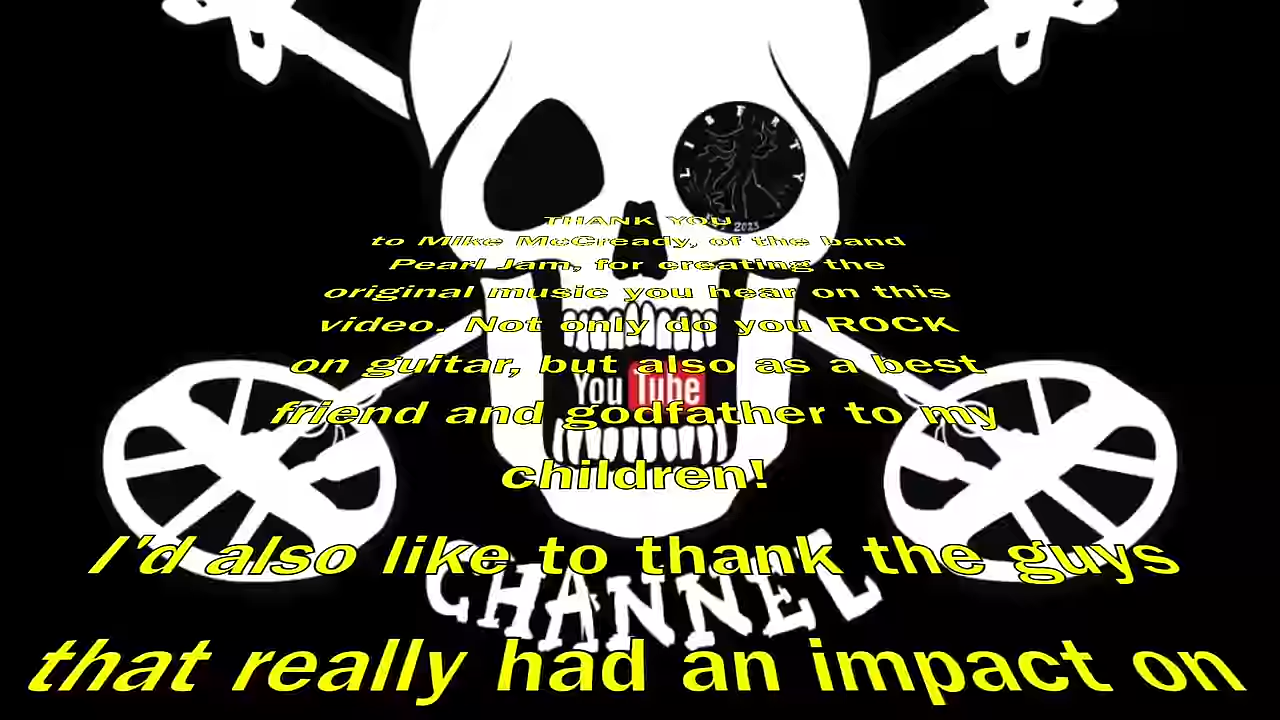 LIBERTY
THANK YOU
2023
to Mike McCready, of the band
Pearl Jam, for creating the
original music you hear on this
video. Not only do you ROCK
on guitar, but also as a best
YouTube
friend and godfather to my
children!
I'd also like to thank the guys
CHANNEL
that really had an impact on